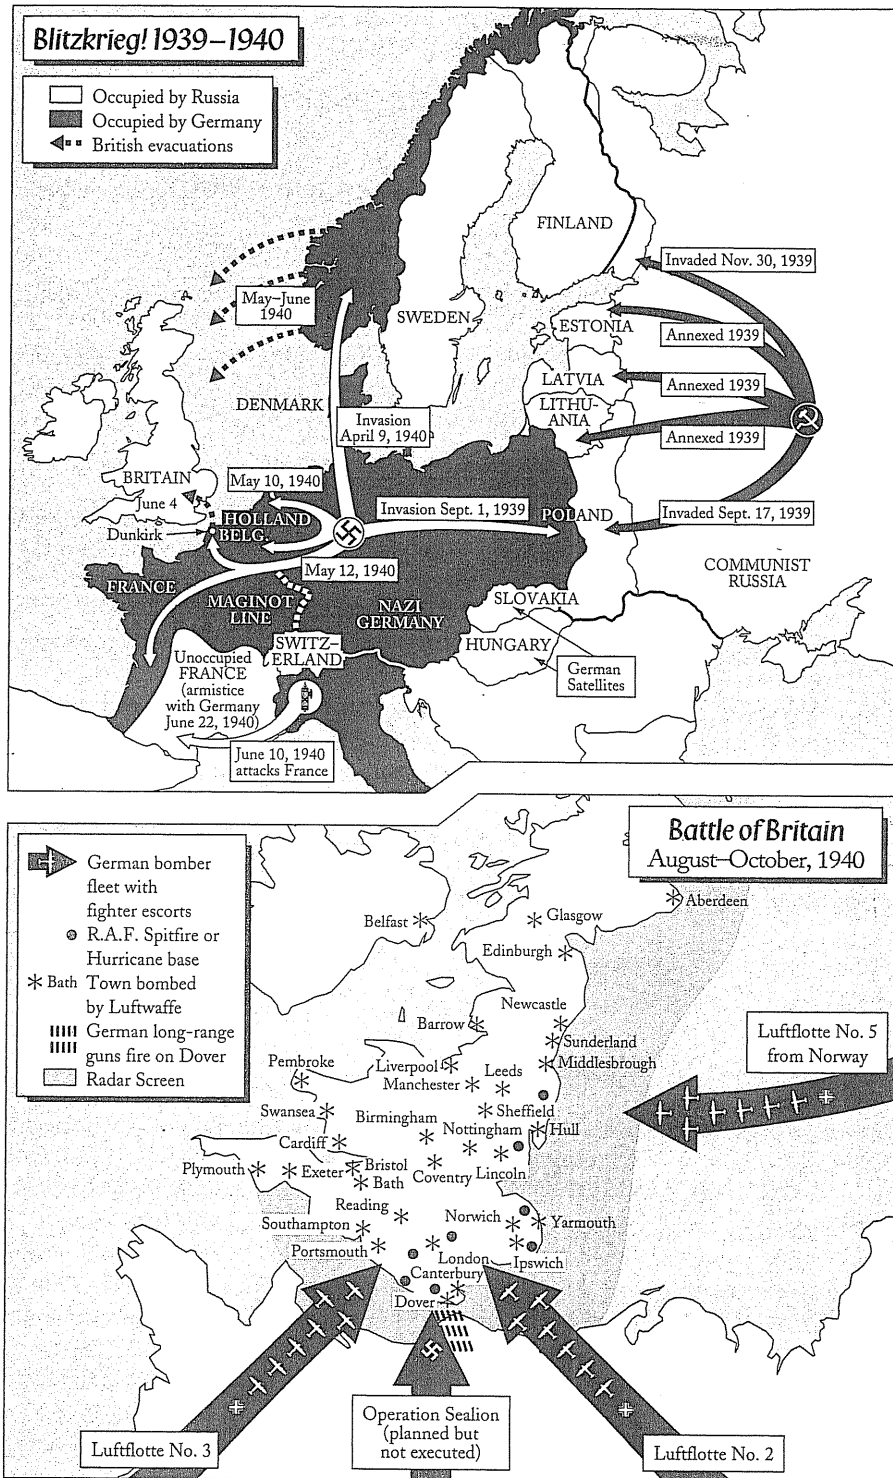 Blitzkrieg! 1939–1940
Occupied by Russia
Occupied by Germany
British evacuations
FINLAND
Invaded Nov. 30, 1939
May–June
1940
SWEDEN
ESTONIA
Annexed 1939
LATVIA
Annexed 1939
LITHU-
ANIA
Annexed 1939
DENMARK
Invasion
April 9, 1940
BRITAIN
June 4
May 10, 1940
Dunkirk
HOLLAND
BELG.
Invasion Sept. 1, 1939
POLAND
Invaded Sept. 17, 1939
May 12, 1940
COMMUNIST
RUSSIA
FRANCE
MAGINOT
LINE
NAZI
GERMANY
SLOVAKIA
HUNGARY
German
Satellites
SWITZ-
ERLAND
Unoccupied
FRANCE
(armistice
with Germany
June 22, 1940)
June 10, 1940
attacks France
Battle of Britain
August–October, 1940
German bomber
fleet with
fighter escorts
R.A.F. Spitfire or
Hurricane base
Bath Town bombed
by Luftwaffe
German long-range
guns fire on Dover
Radar Screen
Aberdeen
Belfast
Glasgow
Edinburgh
Newcastle
Barrow
Sunderland
Middlesbrough
Luftflotte No. 5
from Norway
Pembroke
Liverpool
Manchester
Leeds
Swansea
Birmingham
Sheffield
Nottingham
Hull
Cardiff
Plymouth
Exeter
Bristol
Bath
Coventry
Lincoln
Reading
Norwich
Yarmouth
Southampton
Portsmouth
London
Ipswich
Canterbury
Dover
Operation Sealion
(planned but
not executed)
Luftflotte No. 3
Luftflotte No. 2